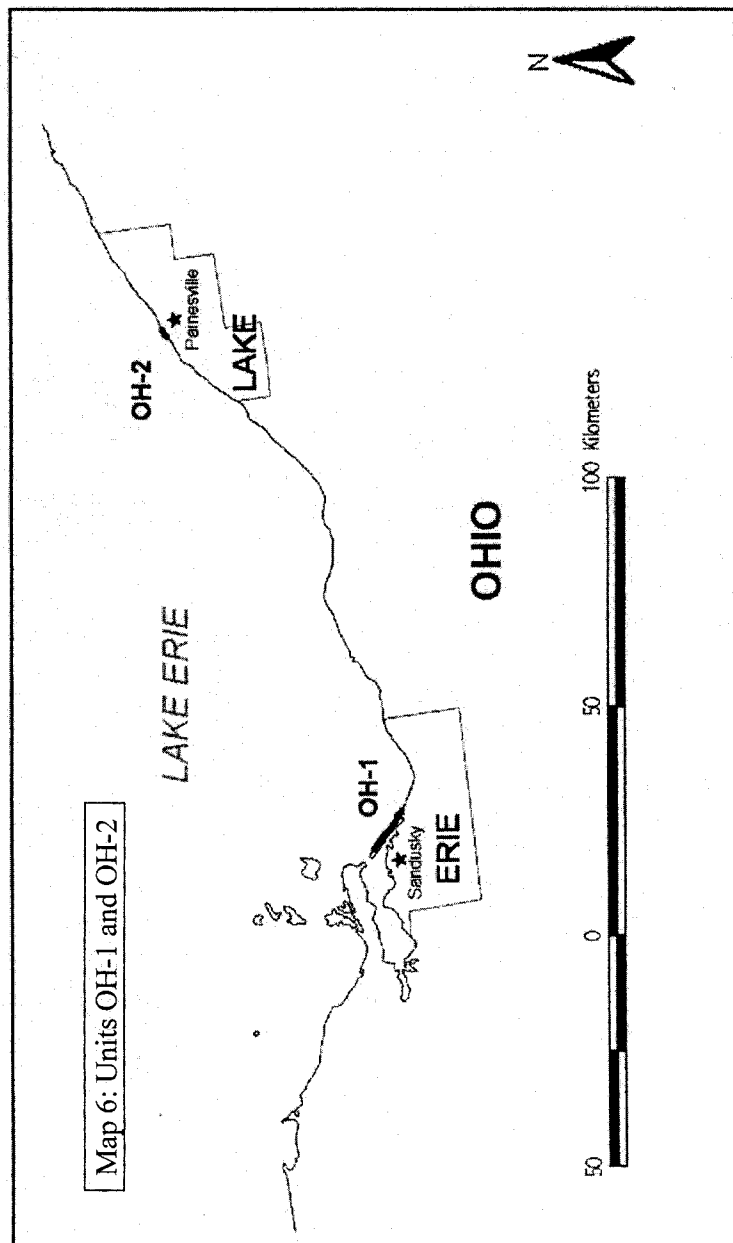 Map 6: Units OH-1 and OH-2
LAKE ERIE
OH-2
Painesville
LAKE
OH-1
Sandusky
ERIE
OHIO
N
50 0 50 100 Kilometers